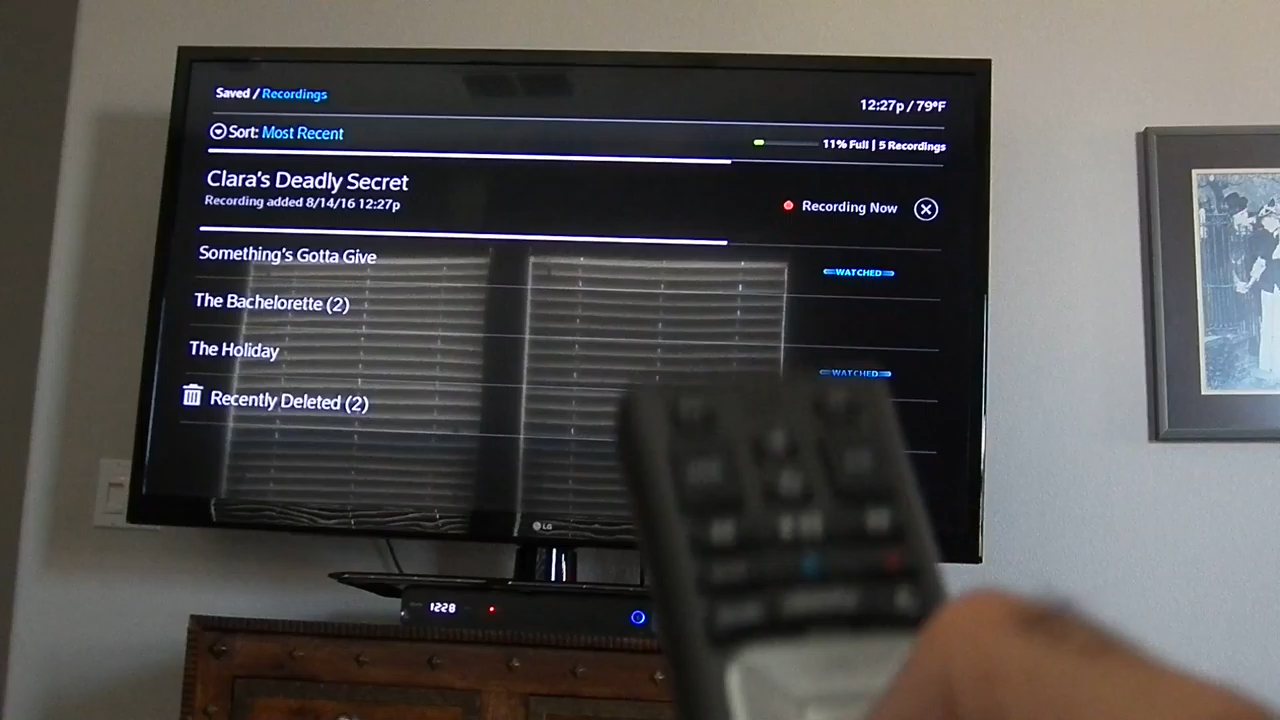 Saved / Recordings
12:27p / 79°F
Sort: Most Recent
11% Full | 5 Recordings
Clara's Deadly Secret
Recording added 8/14/16 12:27p
Recording Now
Something's Gotta Give
WATCHED
The Bachelorette (2)
The Holiday
WATCHED
Recently Deleted (2)
LG
1228